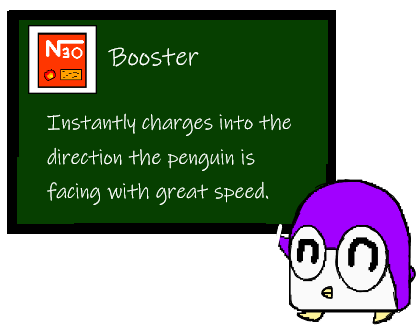 N30
Booster
Instantly charges into the
direction the penguin is
facing with great speed.